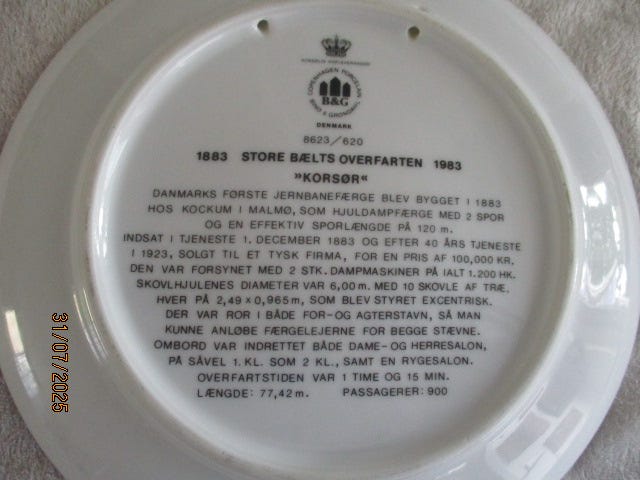 KONGELIG HOFLEVERANDØR
COPENHAGEN PORCELAIN
B&G
BING & GRØNDAHL
DENMARK
8623/620
1883 STORE BÆLTS OVERFARTEN 1983
»KORSØR«
DANMARKS FØRSTE JERNBANEFÆRGE BLEV BYGGET I 1883
HOS KOCKUM I MALMØ, SOM HJULDAMPFÆRGE MED 2 SPOR
OG EN EFFEKTIV SPORLÆNGDE PÅ 120 m.
INDSAT I TJENESTE 1. DECEMBER 1883 OG EFTER 40 ÅRS TJENESTE
I 1923, SOLGT TIL ET TYSK FIRMA, FOR EN PRIS AF 100,000 KR.
DEN VAR FORSYNET MED 2 STK. DAMPMASKINER PÅ IALT 1.200 HK.
SKOVLHJULENES DIAMETER VAR 6,00 m. MED 10 SKOVLE AF TRÆ.
HVER PÅ 2,49 x 0,965 m, SOM BLEV STYRET EXCENTRISK.
DER VAR ROR I BÅDE FOR- OG AGTERSTAVN, SÅ MAN
KUNNE ANLØBE FÆRGELEJERNE FOR BEGGE STÆVNE.
OMBORD VAR INDRETTET BÅDE DAME- OG HERRESALON,
PÅ SÅVEL 1. KL. SOM 2 KL., SAMT EN RYGESALON.
OVERFARTSTIDEN VAR 1 TIME OG 15 MIN.
LÆNGDE: 77,42 m. PASSAGERER: 900
31/07/2025